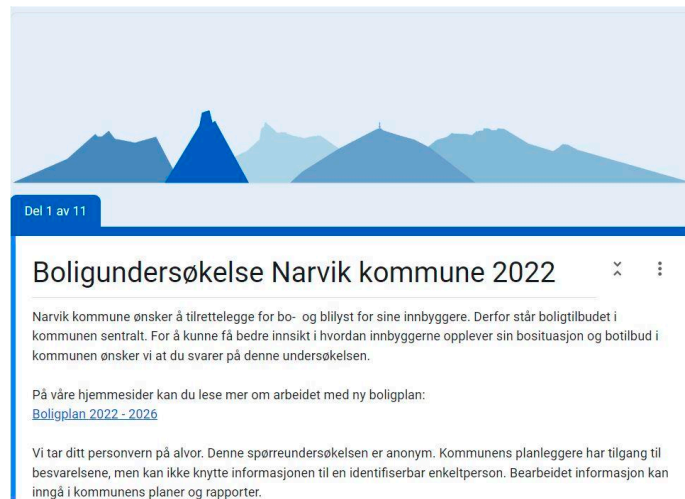 Del 1 av 11
Boligundersøkelse Narvik kommune 2022
Narvik kommune ønsker å tilrettelegge for bo- og blilyst for sine innbyggere. Derfor står boligtilbudet i
kommunen sentralt. For å kunne få bedre innsikt i hvordan innbyggerne opplever sin bosituasjon og botilbud i
kommunen ønsker vi at du svarer på denne undersøkelsen.
På våre hjemmesider kan du lese mer om arbeidet med ny boligplan:
Boligplan 2022 - 2026
Vi tar ditt personvern på alvor. Denne spørreundersøkelsen er anonym. Kommunens planleggere har tilgang til
besvarelsene, men kan ikke knytte informasjonen til en identifiserbar enkeltperson. Bearbeidet informasjon kan
inngå i kommunens planer og rapporter.